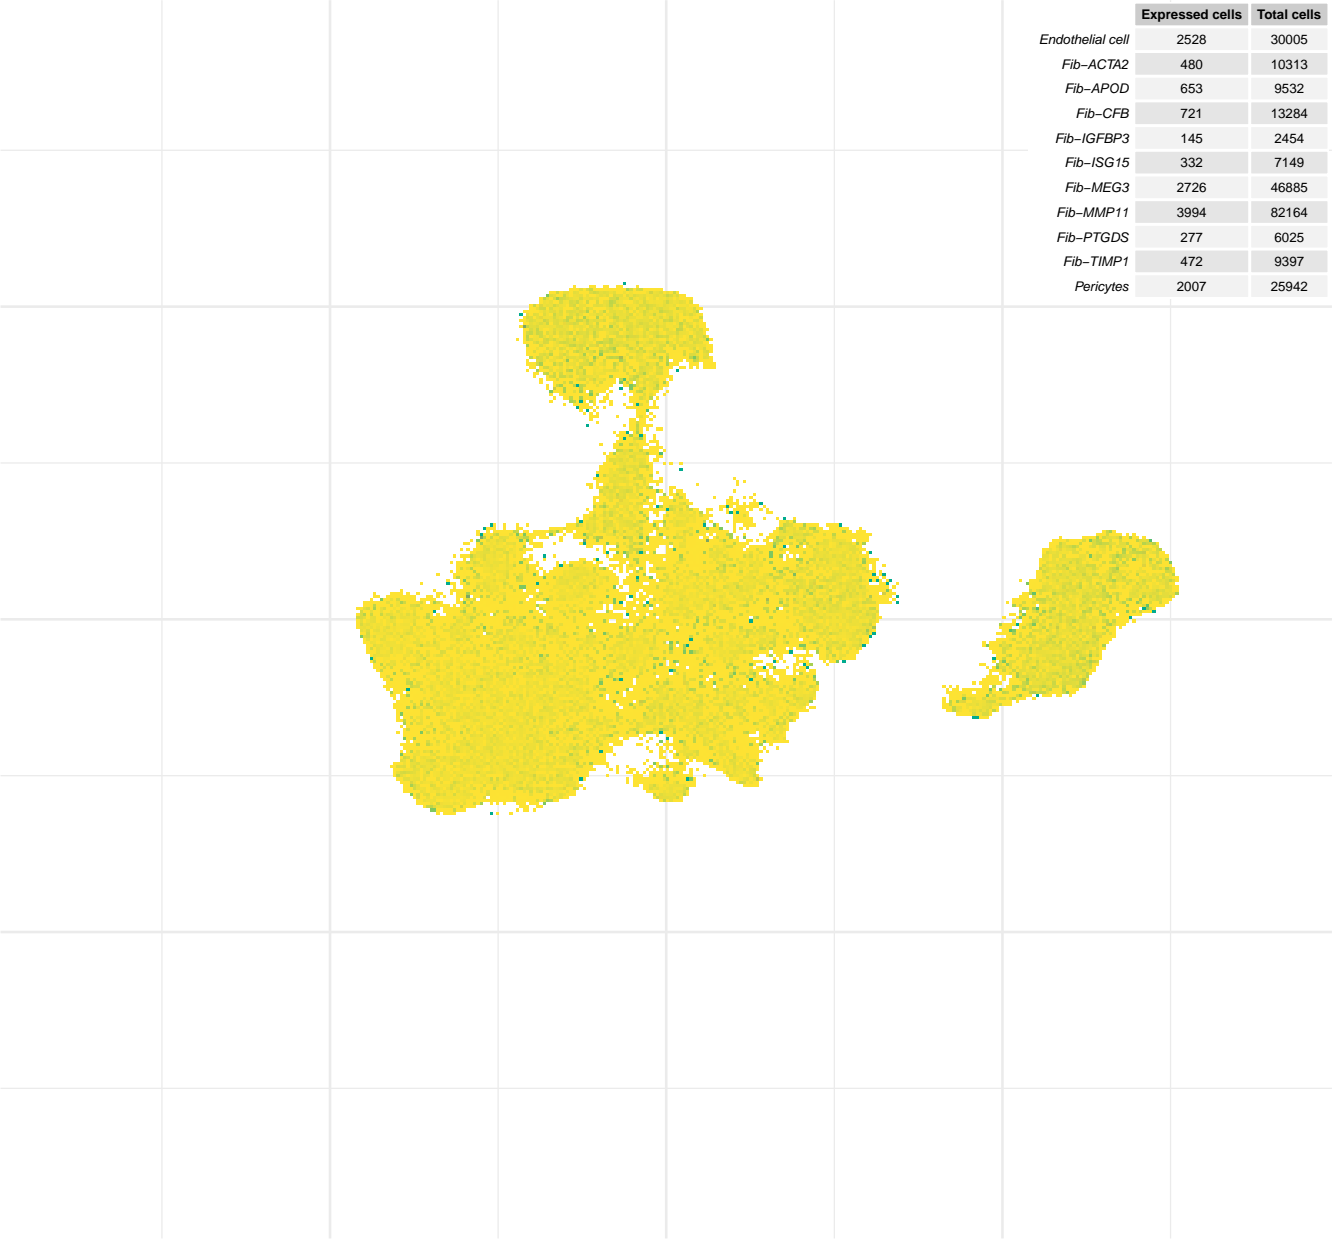 Expressed cells Total cells
Endothelial cell 2528 30005
Fib−ACTA2 480 10313
Fib−APOD 653 9532
Fib−CFB 721 13284
Fib−IGFBP3 145 2454
Fib−ISG15 332 7149
Fib−MEG3 2726 46885
Fib−MMP11 3994 82164
Fib−PTGDS 277 6025
Fib−TIMP1 472 9397
Pericytes 2007 25942